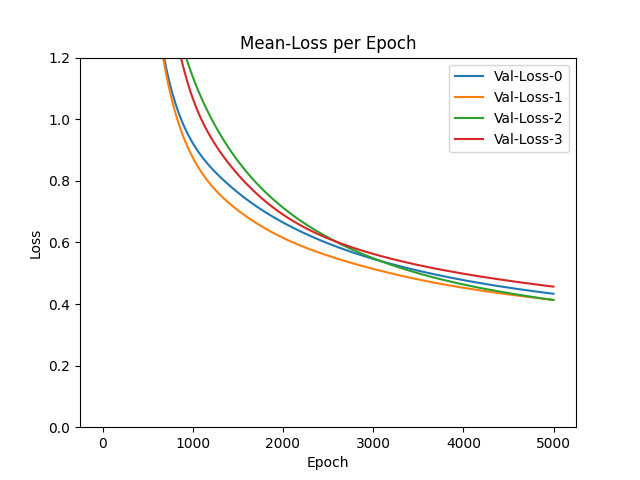 Mean-Loss per Epoch
1.2
1.0
0.8
0.6
0.4
0.2
0.0
Loss
Val-Loss-0
Val-Loss-1
Val-Loss-2
Val-Loss-3
0 1000 2000 3000 4000 5000
Epoch